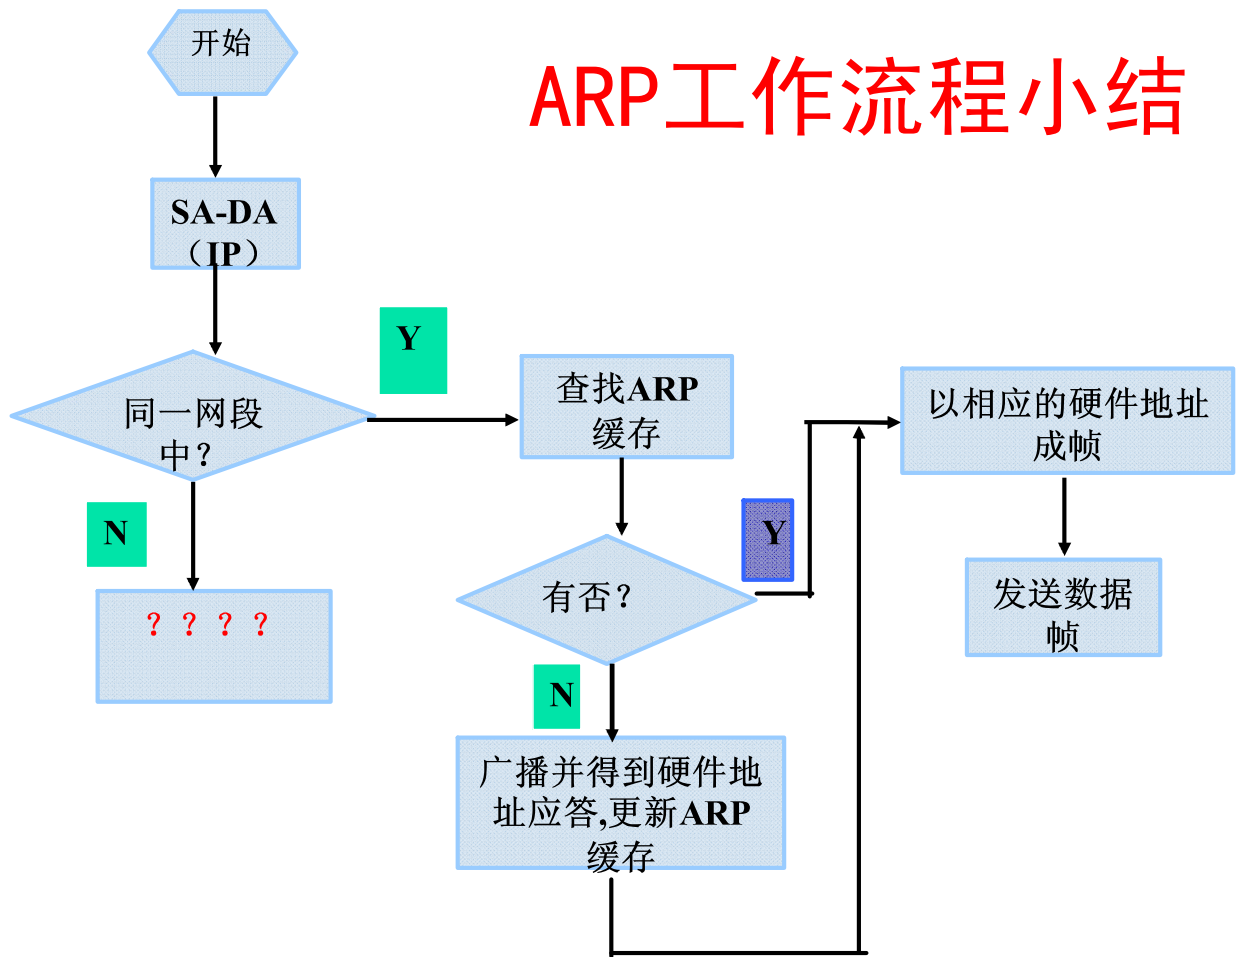 开始
ARP工作流程小结
SA-DA
（IP）
Y
同一网段
中？
查找ARP
缓存
以相应的硬件地址
成帧
N
Y
有否？
发送数据
帧
？？？？
N
广播并得到硬件地
址应答,更新ARP
缓存